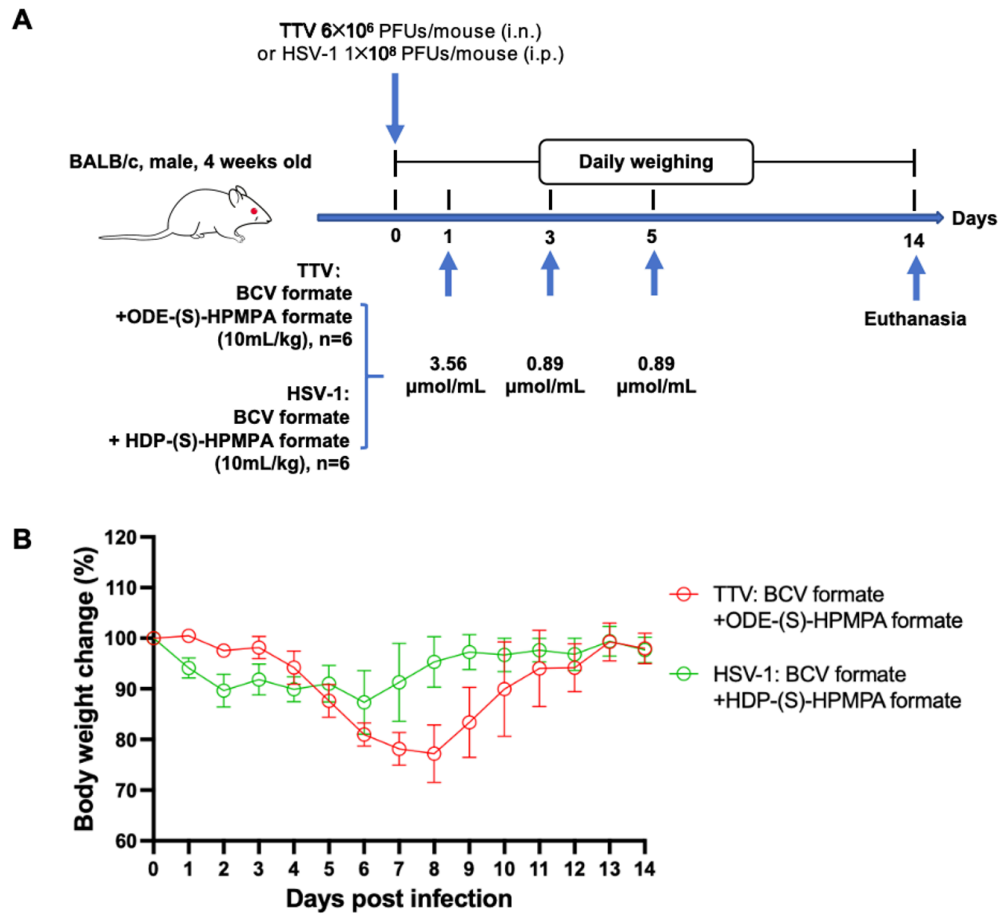 A
TTV 6×10⁶ PFUs/mouse (i.n.)
or HSV-1 1×10⁸ PFUs/mouse (i.p.)
BALB/c, male, 4 weeks old
Daily weighing
Days
0
1
3
5
14
TTV:
BCV formate
+ODE-(S)-HPMPA formate
(10mL/kg), n=6
Euthanasia
3.56
μmol/mL
0.89
μmol/mL
0.89
μmol/mL
HSV-1:
BCV formate
+ HDP-(S)-HPMPA formate
(10mL/kg), n=6
B
Body weight change (%)
120
110
100
90
80
70
60
0 1 2 3 4 5 6 7 8 9 10 11 12 13 14
Days post infection
TTV: BCV formate
+ODE-(S)-HPMPA formate
HSV-1: BCV formate
+HDP-(S)-HPMPA formate